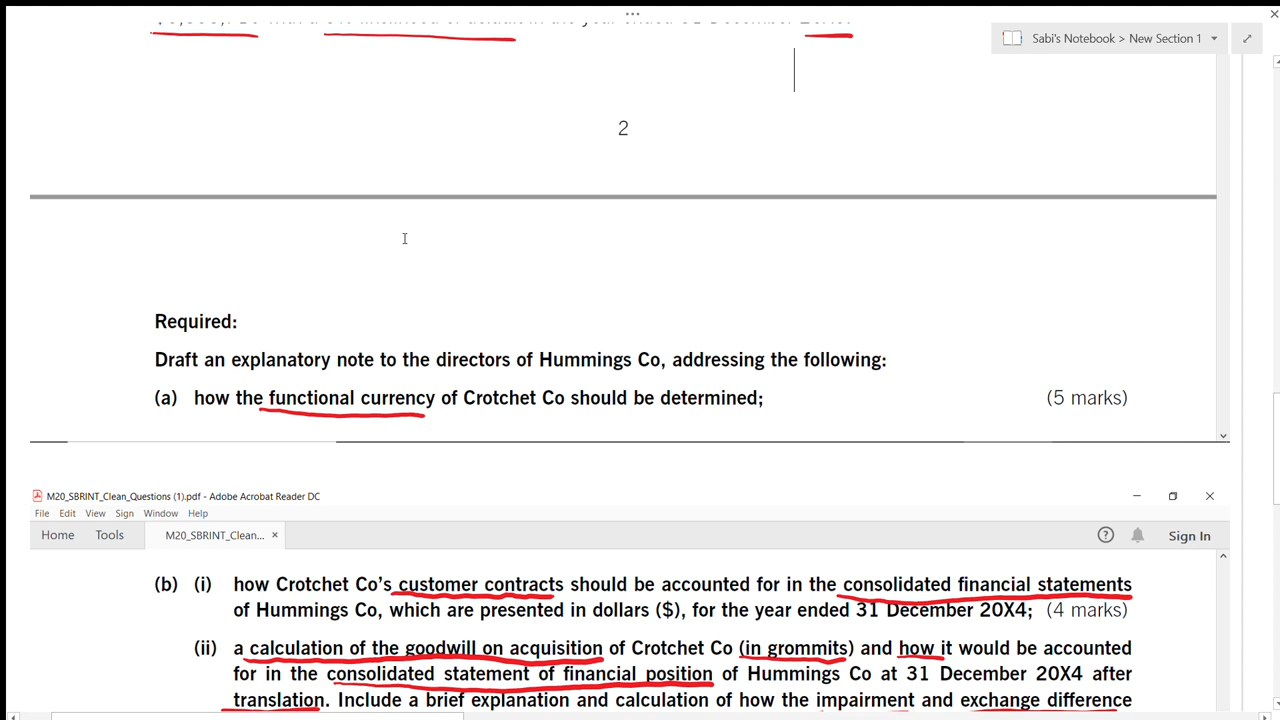 Sabi's Notebook > New Section 1
2
Required:
Draft an explanatory note to the directors of Hummings Co, addressing the following:
(a) how the functional currency of Crotchet Co should be determined; (5 marks)
M20_SBRINT_Clean_Questions (1).pdf - Adobe Acrobat Reader DC
File Edit View Sign Window Help
Home Tools M20_SBRINT_Clean... × ? Sign In
(b) (i) how Crotchet Co's customer contracts should be accounted for in the consolidated financial statements
of Hummings Co, which are presented in dollars ($), for the year ended 31 December 20X4; (4 marks)
(ii) a calculation of the goodwill on acquisition of Crotchet Co (in grommits) and how it would be accounted
for in the consolidated statement of financial position of Hummings Co at 31 December 20X4 after
translation. Include a brief explanation and calculation of how the impairment and exchange difference